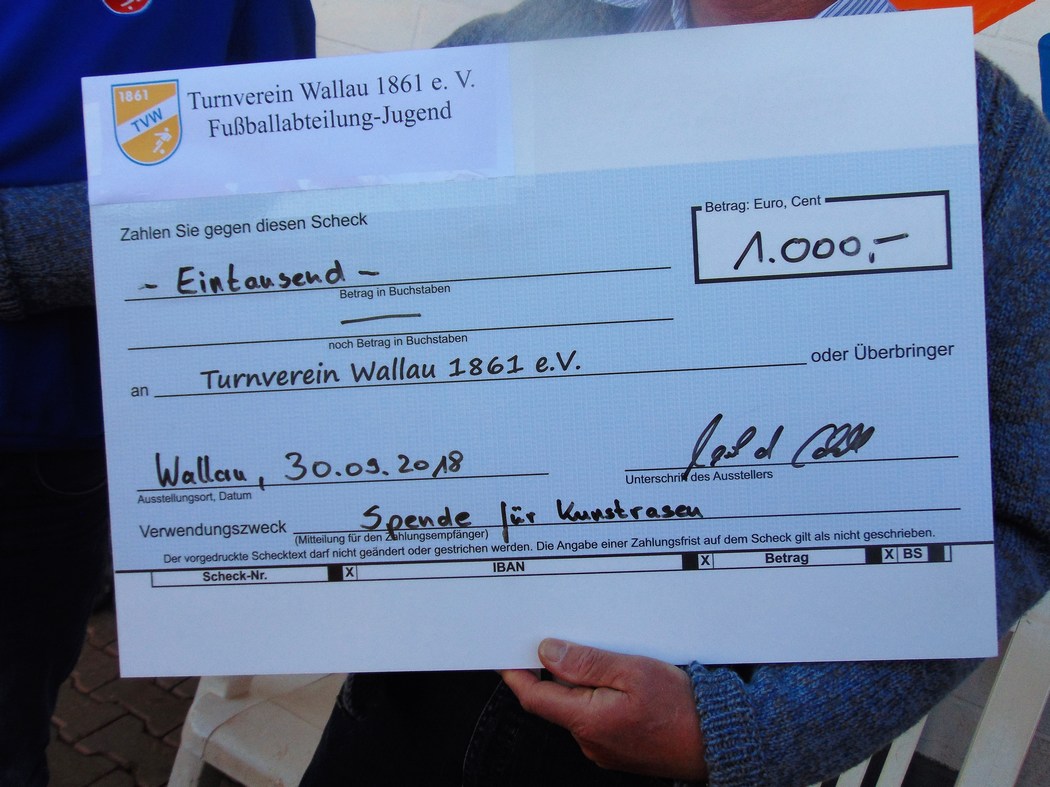 1861
TVW
Turnverein Wallau 1861 e. V.
Fußballabteilung-Jugend
Zahlen Sie gegen diesen Scheck
Betrag: Euro, Cent
1.000,-
- Eintausend -
Betrag in Buchstaben
noch Betrag in Buchstaben
an Turnverein Wallau 1861 e.V. oder Überbringer
Wallau, 30.09.2018
Ausstellungsort, Datum
Unterschrift des Ausstellers
Verwendungszweck Spende für Kunstrasen
(Mitteilung für den Zahlungsempfänger)
Der vorgedruckte Schecktext darf nicht geändert oder gestrichen werden. Die Angabe einer Zahlungsfrist auf dem Scheck gilt als nicht geschrieben.
Scheck-Nr. X IBAN X Betrag X BS